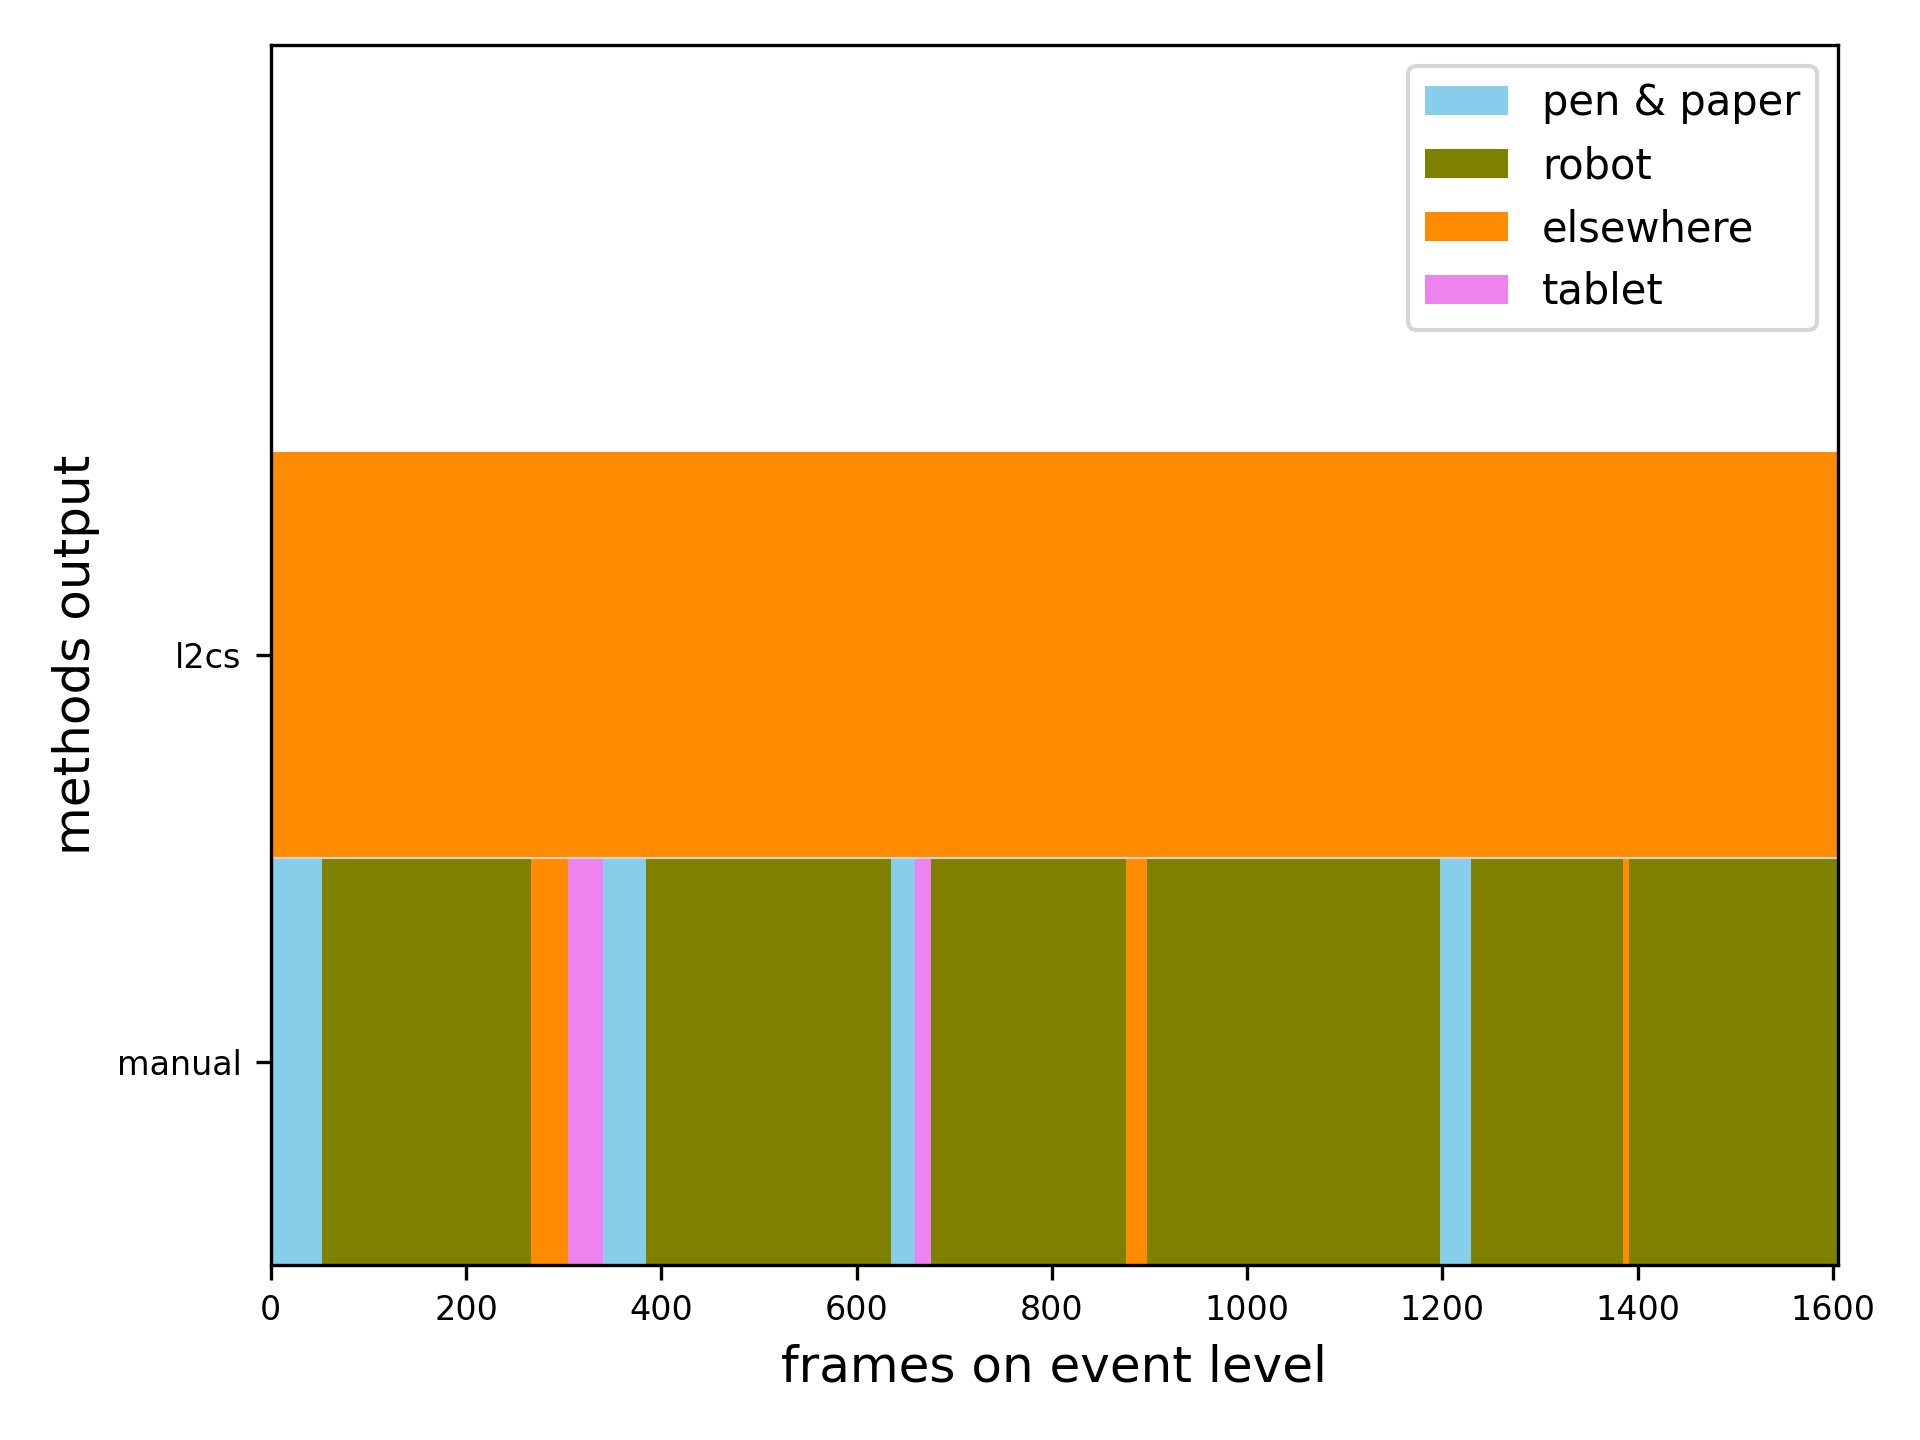 pen & paper
robot
elsewhere
tablet
methods output
l2cs
manual
0 200 400 600 800 1000 1200 1400 1600
frames on event level